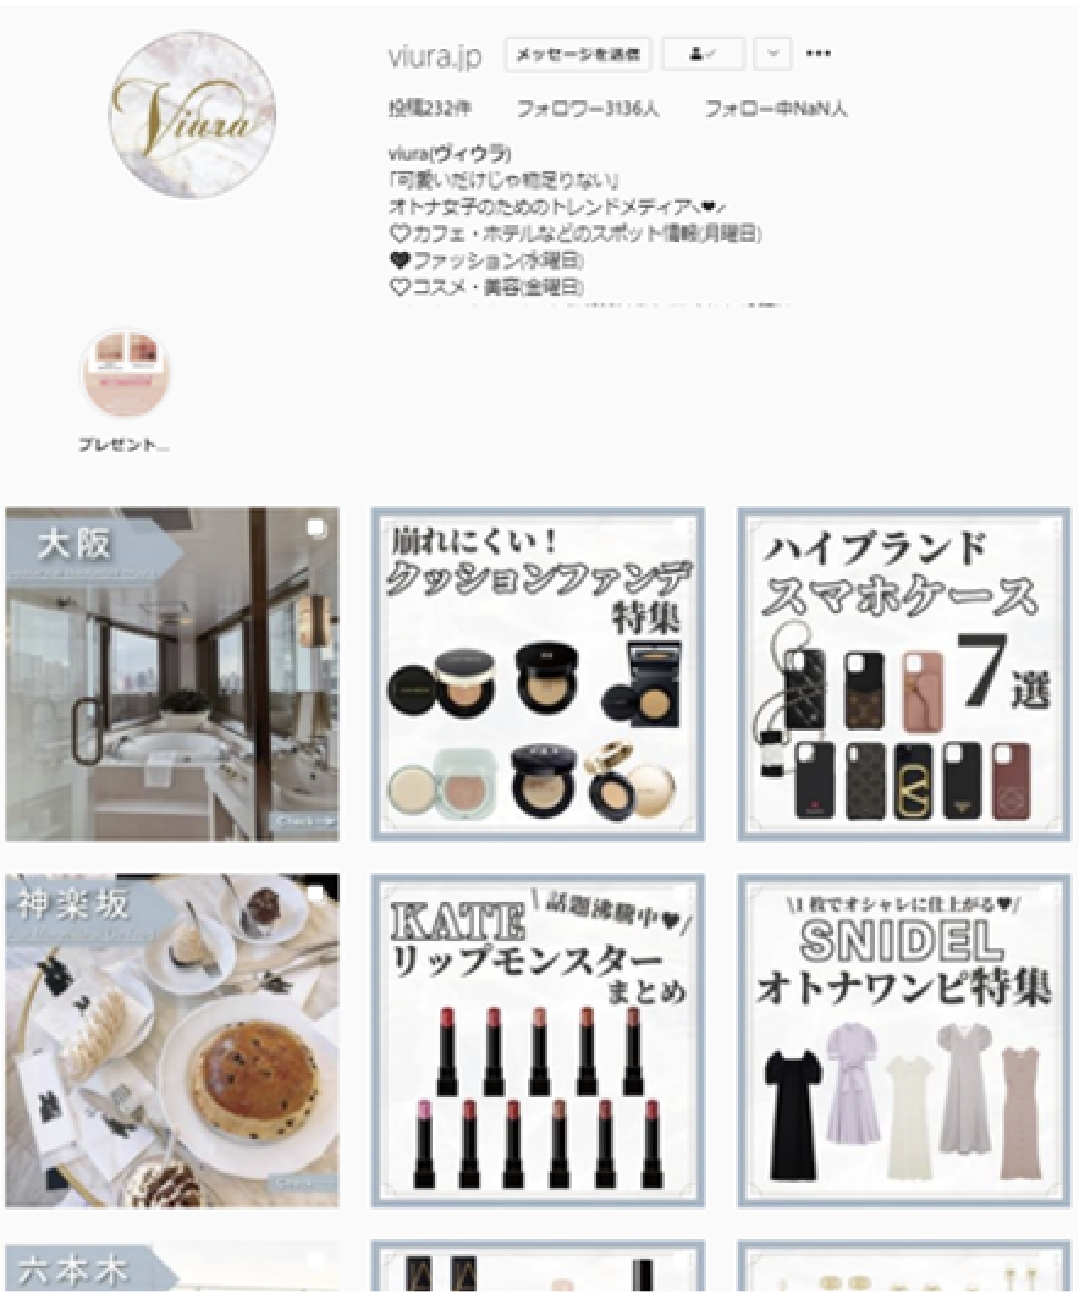 Viura
viura.jp メッセージを送信
投稿232件 フォロワー3136人 フォロー中NaN人
viura(ヴィウラ)
「可愛いだけじゃ物足りない」
オトナ女子のためのトレンドメディア
♡カフェ・ホテルなどのスポット情報(月曜日)
♥ファッション(水曜日)
♡コスメ・美容(金曜日)
プレゼント...
大阪
Check
崩れにくい!
クッションファンデ
特集
ハイブランド
スマホケース
7選
神楽坂
Check
\話題沸騰中♥/
KATE
リップモンスター
まとめ
\1枚でオシャレに仕上がる♥/
SNIDEL
オトナワンピ特集
六本木